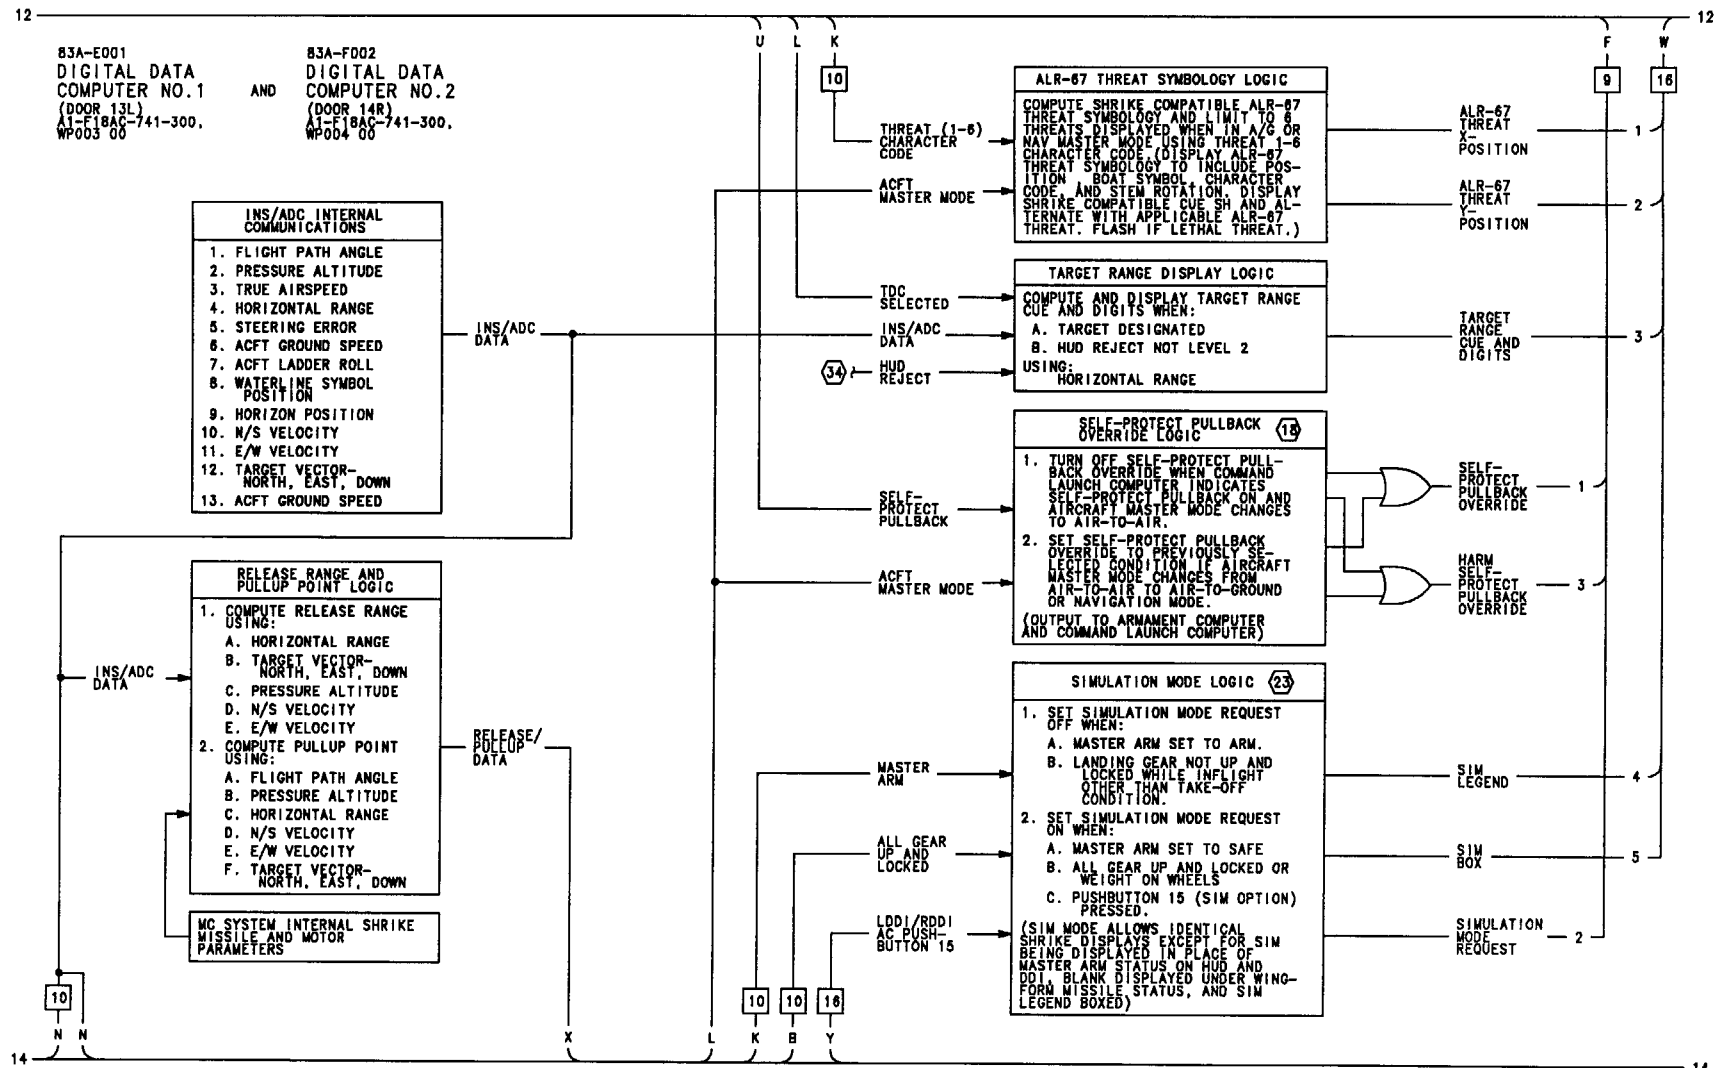 12
12
U
L
K
F
W
10
9
16
83A-E001
DIGITAL DATA
COMPUTER NO.1
(DOOR 13L)
A1-F18AC-741-300,
WP003 00
AND
83A-F002
DIGITAL DATA
COMPUTER NO.2
(DOOR 14R)
A1-F18AC-741-300,
WP004 00
INS/ADC INTERNAL
COMMUNICATIONS
1. FLIGHT PATH ANGLE
2. PRESSURE ALTITUDE
3. TRUE AIRSPEED
4. HORIZONTAL RANGE
5. STEERING ERROR
6. ACFT GROUND SPEED
7. ACFT LADDER ROLL
8. WATERLINE SYMBOL
POSITION
9. HORIZON POSITION
10. N/S VELOCITY
11. E/W VELOCITY
12. TARGET VECTOR-
NORTH, EAST, DOWN
13. ACFT GROUND SPEED
INS/ADC
DATA
THREAT (1-6)
CHARACTER
CODE
ACFT
MASTER MODE
ALR-67 THREAT SYMBOLOGY LOGIC
COMPUTE SHRIKE COMPATIBLE ALR-67
THREAT SYMBOLOGY AND LIMIT TO 6
THREATS DISPLAYED WHEN IN A/G OR
NAV MASTER MODE USING THREAT 1-6
CHARACTER CODE.(DISPLAY ALR-67
THREAT SYMBOLOGY TO INCLUDE POS-
ITION , BOAT SYMBOL, CHARACTER
CODE, AND STEM ROTATION. DISPLAY
SHRIKE COMPATIBLE CUE SH AND AL-
TERNATE WITH APPLICABLE ALR-67
THREAT. FLASH IF LETHAL THREAT.)
ALR-67
THREAT
X-
POSITION
1
ALR-67
THREAT
Y-
POSITION
2
TDC
SELECTED
INS/ADC
DATA
34
HUD
REJECT
TARGET RANGE DISPLAY LOGIC
COMPUTE AND DISPLAY TARGET RANGE
CUE AND DIGITS WHEN:
A. TARGET DESIGNATED
B. HUD REJECT NOT LEVEL 2
USING:
HORIZONTAL RANGE
TARGET
RANGE
CUE AND
DIGITS
3
SELF-
PROTECT
PULLBACK
ACFT
MASTER MODE
SELF-PROTECT PULLBACK
OVERRIDE LOGIC
18
1. TURN OFF SELF-PROTECT PULL-
BACK OVERRIDE WHEN COMMAND
LAUNCH COMPUTER INDICATES
SELF-PROTECT PULLBACK ON AND
AIRCRAFT MASTER MODE CHANGES
TO AIR-TO-AIR.
2. SET SELF-PROTECT PULLBACK
OVERRIDE TO PREVIOUSLY SE-
LECTED CONDITION IF AIRCRAFT
MASTER MODE CHANGES FROM
AIR-TO-AIR TO AIR-TO-GROUND
OR NAVIGATION MODE.
(OUTPUT TO ARMAMENT COMPUTER
AND COMMAND LAUNCH COMPUTER)
SELF-
PROTECT
PULLBACK
OVERRIDE
1
HARM
SELF-
PROTECT
PULLBACK
OVERRIDE
3
RELEASE RANGE AND
PULLUP POINT LOGIC
1. COMPUTE RELEASE RANGE
USING:
A. HORIZONTAL RANGE
B. TARGET VECTOR-
NORTH, EAST, DOWN
C. PRESSURE ALTITUDE
D. N/S VELOCITY
E. E/W VELOCITY
2. COMPUTE PULLUP POINT
USING:
A. FLIGHT PATH ANGLE
B. PRESSURE ALTITUDE
C. HORIZONTAL RANGE
D. N/S VELOCITY
E. E/W VELOCITY
F. TARGET VECTOR-
NORTH, EAST, DOWN
INS/ADC
DATA
RELEASE/
PULLUP
DATA
MC SYSTEM INTERNAL SHRIKE
MISSILE AND MOTOR
PARAMETERS
MASTER
ARM
ALL GEAR
UP AND
LOCKED
LDDI/RDDI
AC PUSH-
BUTTON 15
SIMULATION MODE LOGIC
23
1. SET SIMULATION MODE REQUEST
OFF WHEN:
A. MASTER ARM SET TO ARM.
B. LANDING GEAR NOT UP AND
LOCKED WHILE INFLIGHT
OTHER THAN TAKE-OFF
CONDITION.
2. SET SIMULATION MODE REQUEST
ON WHEN:
A. MASTER ARM SET TO SAFE
B. ALL GEAR UP AND LOCKED OR
WEIGHT ON WHEELS
C. PUSHBUTTON 15 (SIM OPTION)
PRESSED.
(SIM MODE ALLOWS IDENTICAL
SHRIKE DISPLAYS EXCEPT FOR SIM
BEING DISPLAYED IN PLACE OF
MASTER ARM STATUS ON HUD AND
DDI, BLANK DISPLAYED UNDER WING-
FORM MISSILE STATUS, AND SIM
LEGEND BOXED)
SIM
LEGEND
4
SIM
BOX
5
SIMULATION
MODE
REQUEST
2
10
10
10
16
N
N
X
L
K
B
Y
14
14